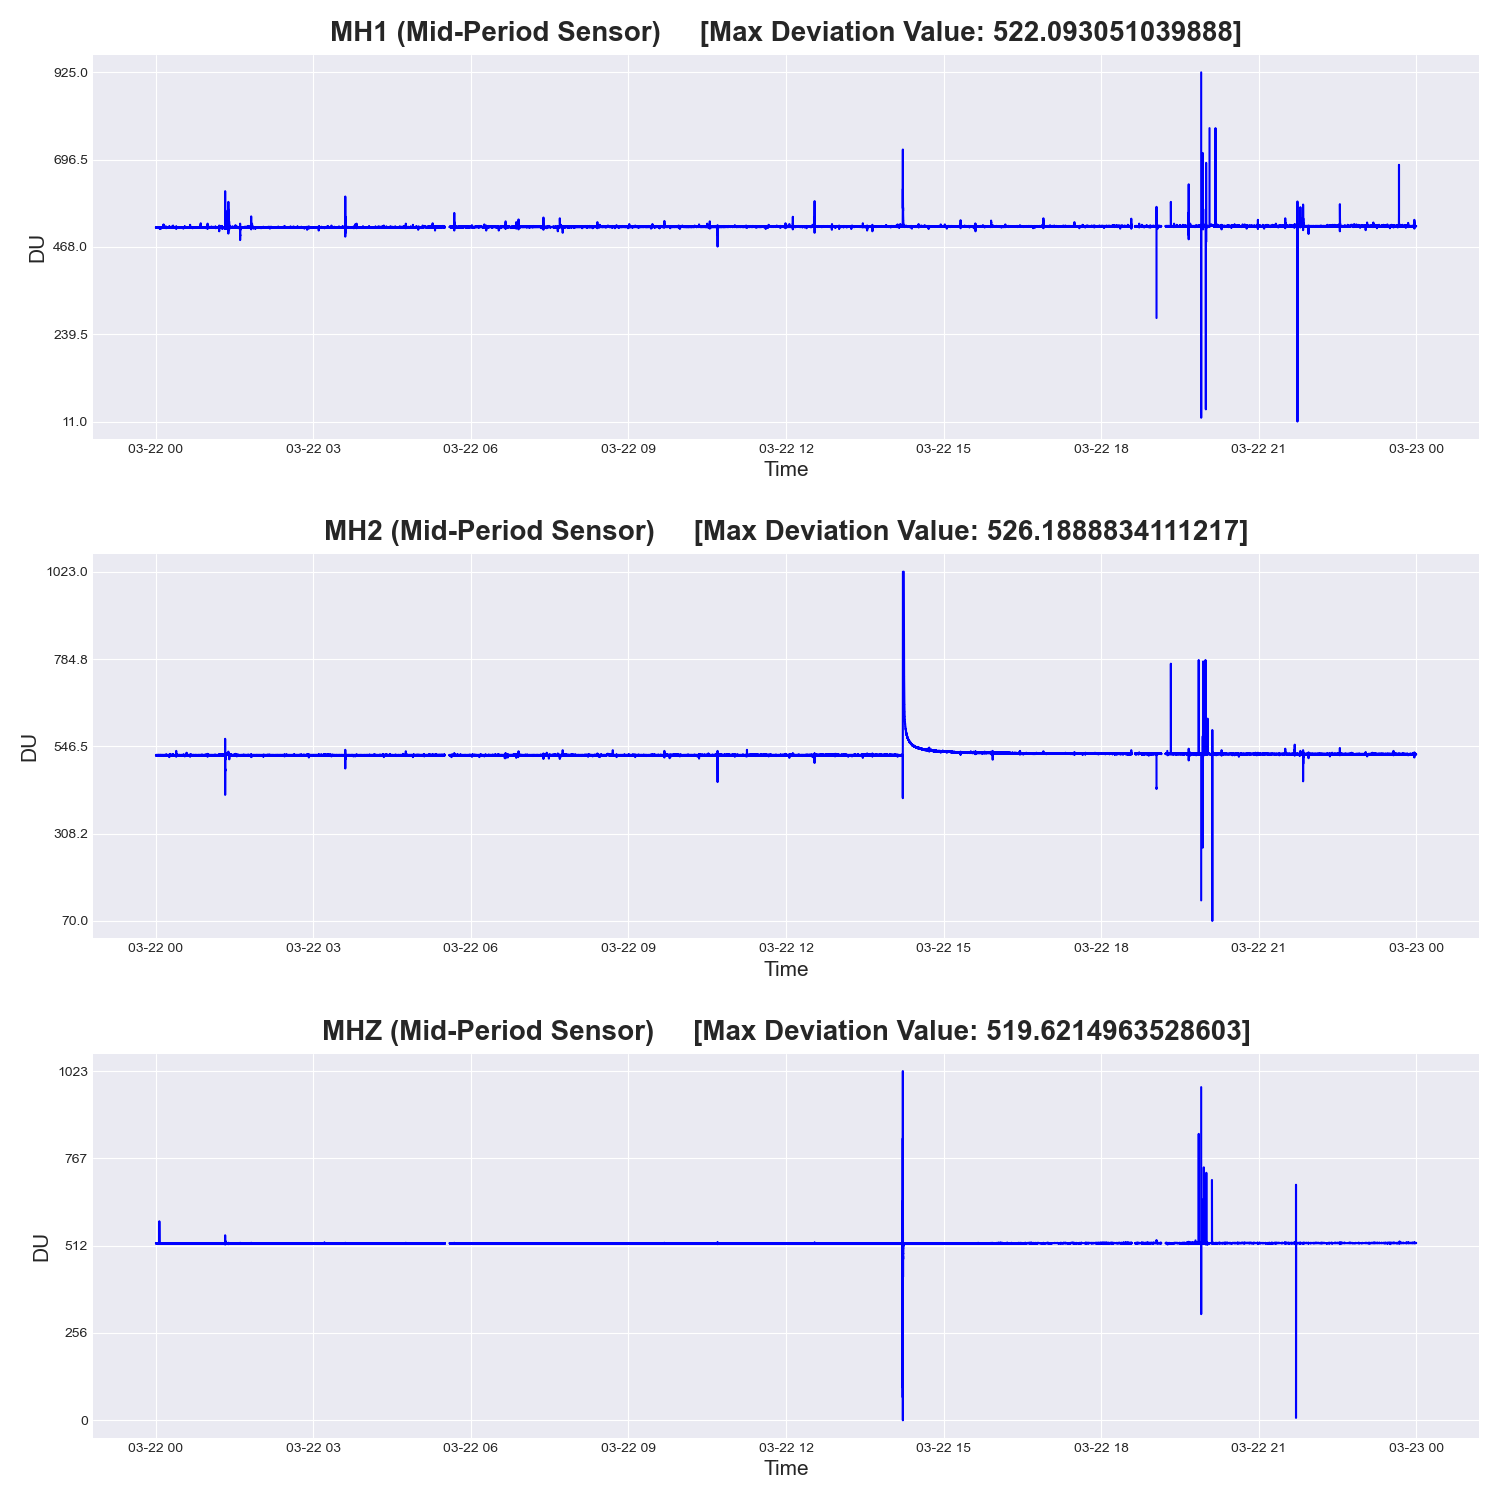 MH1 (Mid-Period Sensor) [Max Deviation Value: 522.093051039888]
925.0
696.5
468.0
239.5
11.0
DU
03-22 00 03-22 03 03-22 06 03-22 09 03-22 12 03-22 15 03-22 18 03-22 21 03-23 00
Time
MH2 (Mid-Period Sensor) [Max Deviation Value: 526.1888834111217]
1023.0
784.8
546.5
308.2
70.0
DU
03-22 00 03-22 03 03-22 06 03-22 09 03-22 12 03-22 15 03-22 18 03-22 21 03-23 00
Time
MHZ (Mid-Period Sensor) [Max Deviation Value: 519.6214963528603]
1023
767
512
256
0
DU
03-22 00 03-22 03 03-22 06 03-22 09 03-22 12 03-22 15 03-22 18 03-22 21 03-23 00
Time